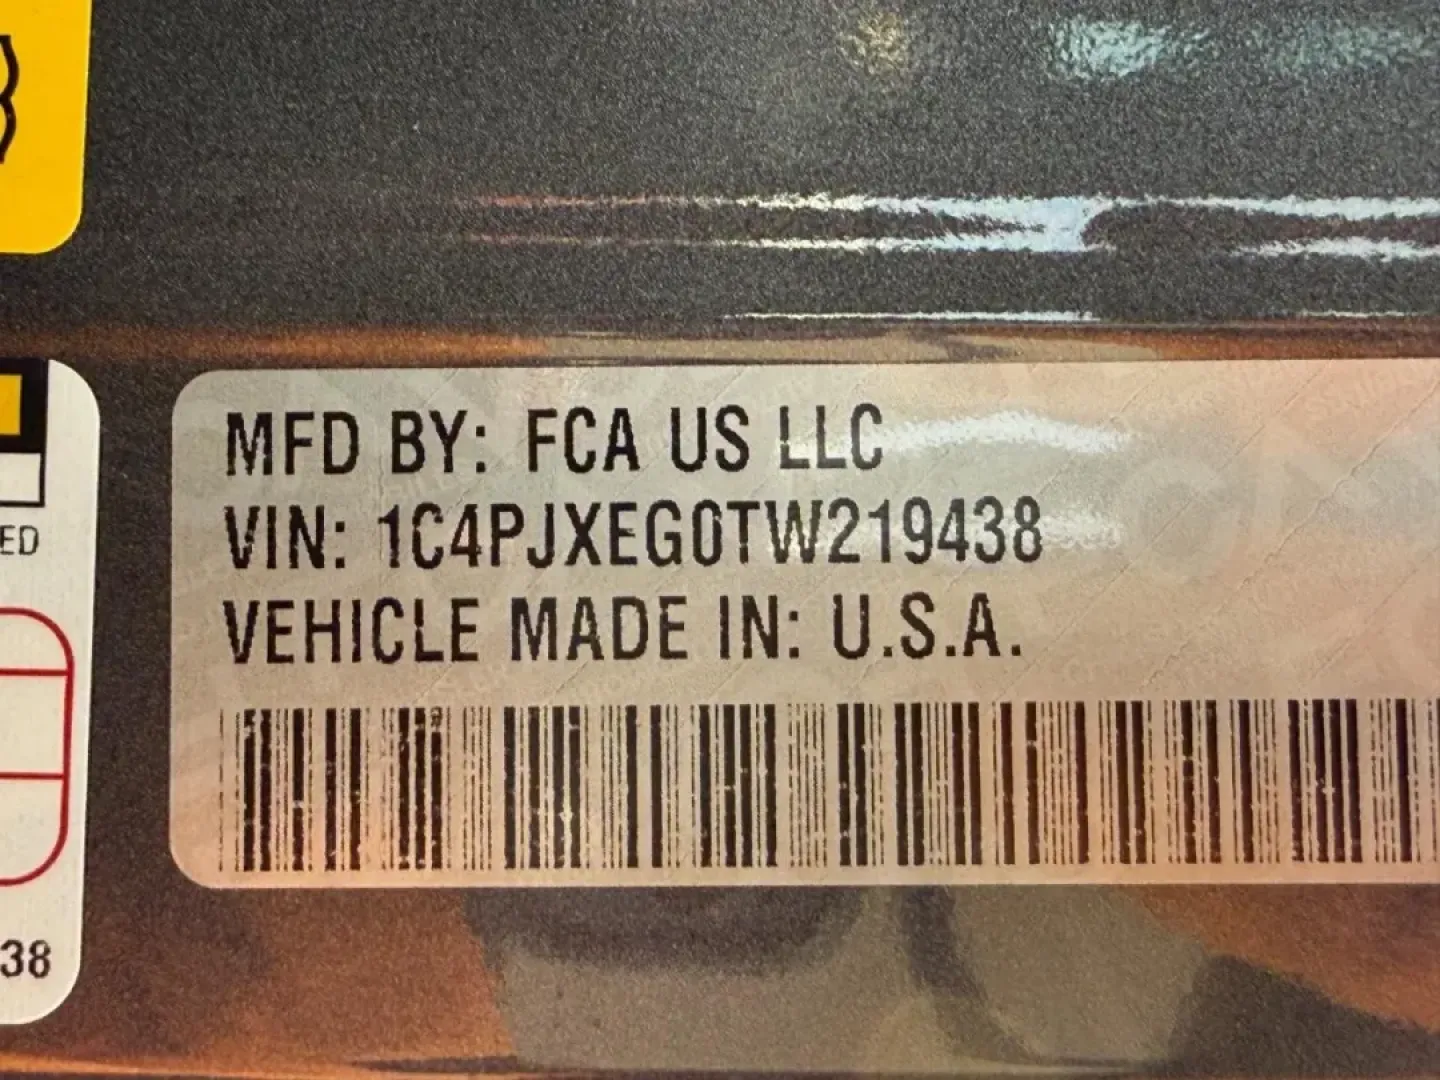 MFD BY: FCA US LLC
VIN: 1C4PJXEG0TW219438
VEHICLE MADE IN: U.S.A.
ED
38